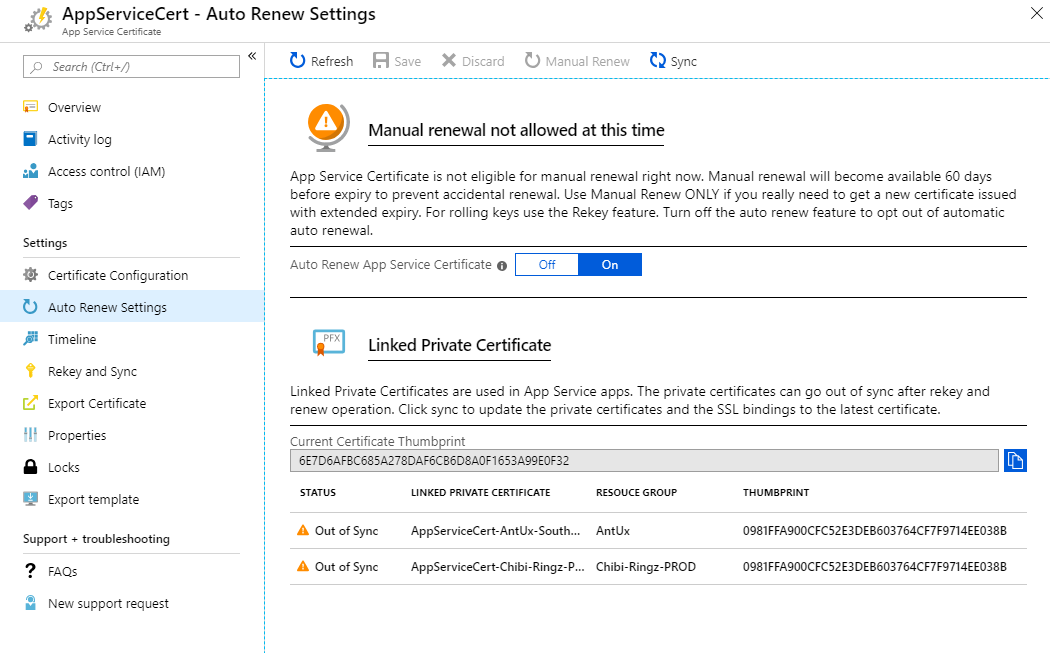 AppServiceCert - Auto Renew Settings
App Service Certificate
Search (Ctrl+/)
Overview
Activity log
Access control (IAM)
Tags
Settings
Certificate Configuration
Auto Renew Settings
Timeline
Rekey and Sync
Export Certificate
Properties
Locks
Export template
Support + troubleshooting
FAQs
New support request
Refresh
Save
Discard
Manual Renew
Sync
Manual renewal not allowed at this time
App Service Certificate is not eligible for manual renewal right now. Manual renewal will become available 60 days
before expiry to prevent accidental renewal. Use Manual Renew ONLY if you really need to get a new certificate issued
with extended expiry. For rolling keys use the Rekey feature. Turn off the auto renew feature to opt out of automatic
auto renewal.
Auto Renew App Service Certificate Off On
PFX
Linked Private Certificate
Linked Private Certificates are used in App Service apps. The private certificates can go out of sync after rekey and
renew operation. Click sync to update the private certificates and the SSL bindings to the latest certificate.
Current Certificate Thumbprint
6E7D6AFBC685A278DAF6CB6D8A0F1653A99E0F32
STATUS LINKED PRIVATE CERTIFICATE RESOUCE GROUP THUMBPRINT
Out of Sync AppServiceCert-AntUx-South... AntUx 0981FFA900CFC52E3DEB603764CF7F9714EE038B
Out of Sync AppServiceCert-Chibi-Ringz-P... Chibi-Ringz-PROD 0981FFA900CFC52E3DEB603764CF7F9714EE038B